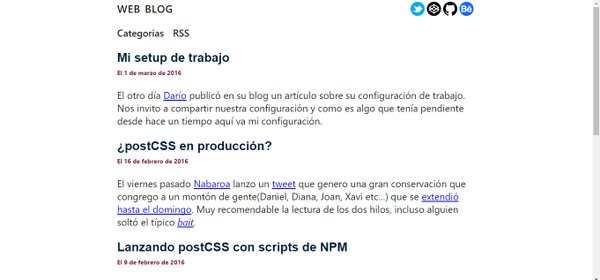 WEB BLOG
Categorias RSS
Mi setup de trabajo
El 1 de marzo de 2016
El otro día Darío publicó en su blog un artículo sobre su configuración de trabajo.
Nos invito a compartir nuestra configuración y como es algo que tenía pendiente
desde hace un tiempo aquí va mi configuración.
¿postCSS en producción?
El 16 de febrero de 2016
El viernes pasado Nabaroa lanzo un tweet que genero una gran conservación que
congrego a un montón de gente(Daniel, Diana, Joan, Xavi etc...) que se extendió
hasta el domingo. Muy recomendable la lectura de los dos hilos, incluso alguien
soltó el típico bait.
Lanzando postCSS con scripts de NPM
El 9 de febrero de 2016